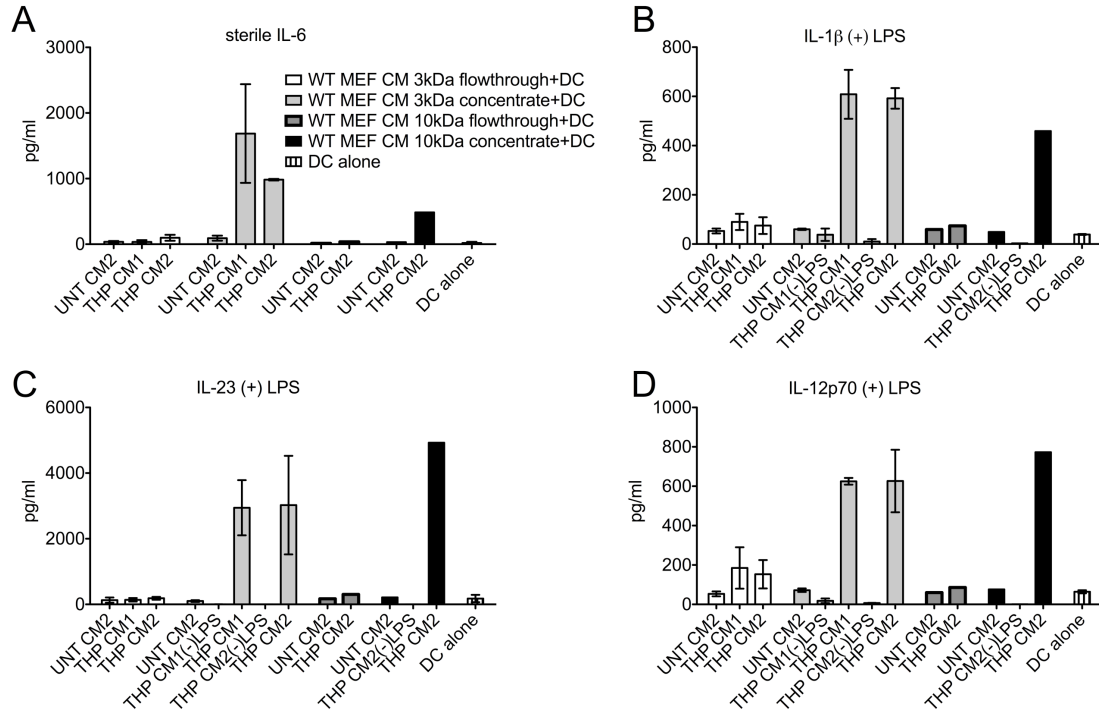 A
sterile IL-6
3000
2000
1000
0
pg/ml
WT MEF CM 3kDa flowthrough+DC
WT MEF CM 3kDa concentrate+DC
WT MEF CM 10kDa flowthrough+DC
WT MEF CM 10kDa concentrate+DC
DC alone
UNT CM2
THP CM1
THP CM2
UNT CM2
THP CM1
THP CM2
UNT CM2
THP CM2
UNT CM2
THP CM2
DC alone
B
IL-1β (+) LPS
800
600
400
200
0
pg/ml
UNT CM2
THP CM1
THP CM2
UNT CM2
THP CM1(-)LPS
THP CM1
THP CM2(-)LPS
THP CM2
UNT CM2
THP CM2
UNT CM2
THP CM2(-)LPS
THP CM2
DC alone
C
IL-23 (+) LPS
6000
4000
2000
0
pg/ml
UNT CM2
THP CM1
THP CM2
UNT CM2
THP CM1(-)LPS
THP CM1
THP CM2(-)LPS
THP CM2
UNT CM2
THP CM2
UNT CM2
THP CM2(-)LPS
THP CM2
DC alone
D
IL-12p70 (+) LPS
1000
800
600
400
200
0
pg/ml
UNT CM2
THP CM1
THP CM2
UNT CM2
THP CM1(-)LPS
THP CM1
THP CM2(-)LPS
THP CM2
UNT CM2
THP CM2
UNT CM2
THP CM2(-)LPS
THP CM2
DC alone